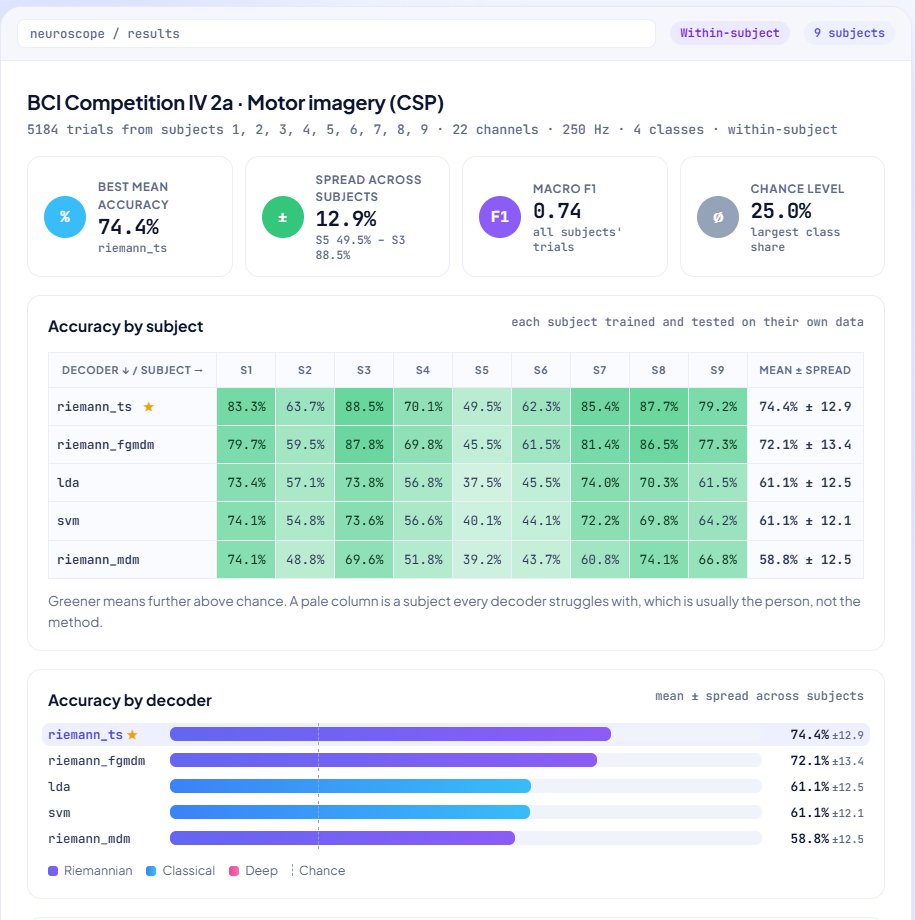 neuroscope / results
Within-subject
9 subjects
BCI Competition IV 2a · Motor imagery (CSP)
5184 trials from subjects 1, 2, 3, 4, 5, 6, 7, 8, 9 · 22 channels · 250 Hz · 4 classes · within-subject
%
BEST MEAN
ACCURACY
74.4%
riemann_ts
±
SPREAD ACROSS
SUBJECTS
12.9%
S5 49.5% – S3
88.5%
F1
MACRO F1
0.74
all subjects'
trials
ø
CHANCE LEVEL
25.0%
largest class
share
Accuracy by subject
each subject trained and tested on their own data
DECODER ↓ / SUBJECT → S1 S2 S3 S4 S5 S6 S7 S8 S9 MEAN ± SPREAD
riemann_ts ★ 83.3% 63.7% 88.5% 70.1% 49.5% 62.3% 85.4% 87.7% 79.2% 74.4% ± 12.9
riemann_fgmdm 79.7% 59.5% 87.8% 69.8% 45.5% 61.5% 81.4% 86.5% 77.3% 72.1% ± 13.4
lda 73.4% 57.1% 73.8% 56.8% 37.5% 45.5% 74.0% 70.3% 61.5% 61.1% ± 12.5
svm 74.1% 54.8% 73.6% 56.6% 40.1% 44.1% 72.2% 69.8% 64.2% 61.1% ± 12.1
riemann_mdm 74.1% 48.8% 69.6% 51.8% 39.2% 43.7% 60.8% 74.1% 66.8% 58.8% ± 12.5
Greener means further above chance. A pale column is a subject every decoder struggles with, which is usually the person, not the
method.
Accuracy by decoder
mean ± spread across subjects
riemann_ts ★ 74.4% ±12.9
riemann_fgmdm 72.1% ±13.4
lda 61.1% ±12.5
svm 61.1% ±12.1
riemann_mdm 58.8% ±12.5
Riemannian Classical Deep Chance